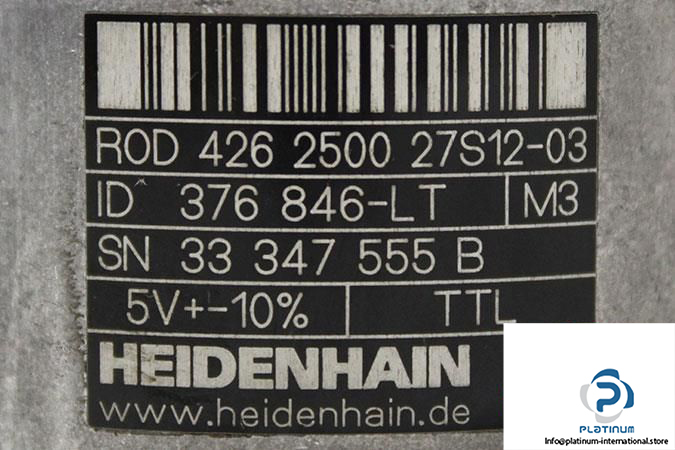 ROD 426 2500 27S12-03
ID 376 846-LT M3
SN 33 347 555 B
5V+-10% TTL
HEIDENHAIN
www.heidenhain.de
PLATINUM
Info@platinum-international.store